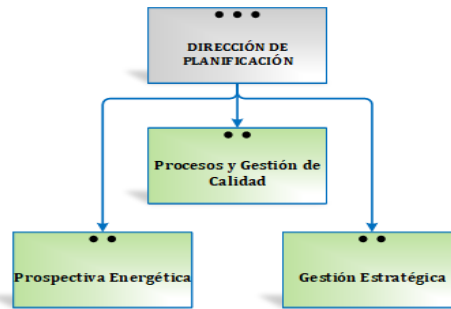 DIRECCIÓN DE
PLANIFICACIÓN
Procesos y Gestión de
Calidad
Prospectiva Energética
Gestión Estratégica